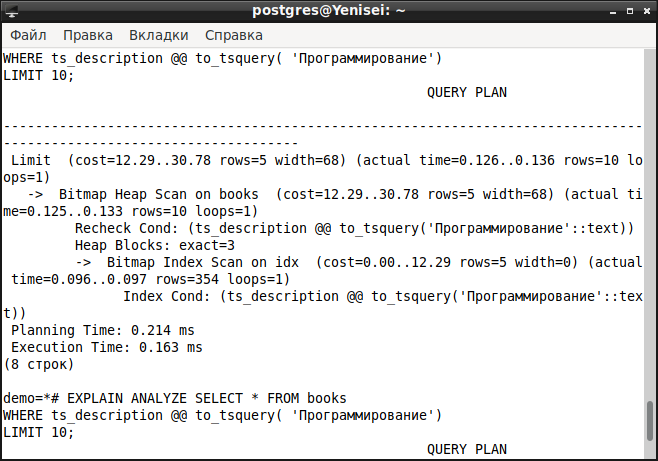 postgres@Yenisei: ~
Файл Правка Вкладки Справка
WHERE ts_description @@ to_tsquery( 'Программирование')
LIMIT 10;
QUERY PLAN
--------------------------------------------------------------------------------
-------------------------------------
Limit  (cost=12.29..30.78 rows=5 width=68) (actual time=0.126..0.136 rows=10 lo
ops=1)
->  Bitmap Heap Scan on books  (cost=12.29..30.78 rows=5 width=68) (actual ti
me=0.125..0.133 rows=10 loops=1)
Recheck Cond: (ts_description @@ to_tsquery('Программирование'::text))
Heap Blocks: exact=3
->  Bitmap Index Scan on idx  (cost=0.00..12.29 rows=5 width=0) (actual
time=0.096..0.097 rows=354 loops=1)
Index Cond: (ts_description @@ to_tsquery('Программирование'::tex
t))
Planning Time: 0.214 ms
Execution Time: 0.163 ms
(8 строк)
demo=*# EXPLAIN ANALYZE SELECT * FROM books
WHERE ts_description @@ to_tsquery( 'Программирование')
LIMIT 10;
QUERY PLAN